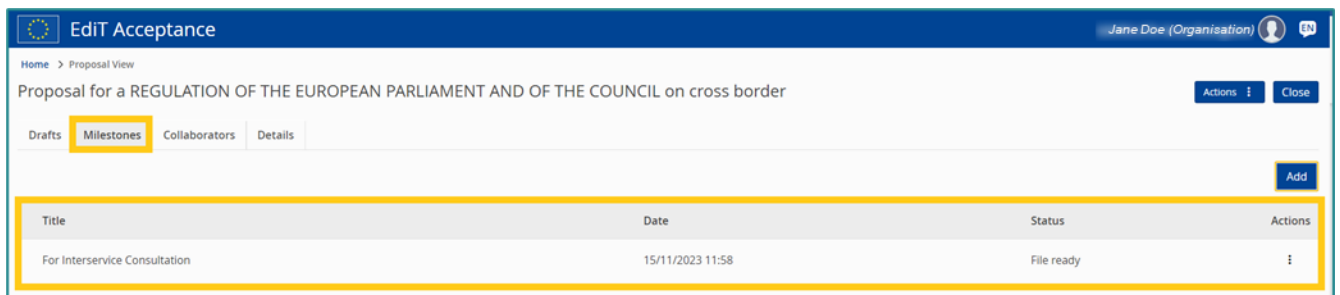 EdiT Acceptance
Jane Doe (Organisation)
EN
Home > Proposal View
Proposal for a REGULATION OF THE EUROPEAN PARLIAMENT AND OF THE COUNCIL on cross border
Actions
Close
Drafts Milestones Collaborators Details
Add
Title Date Status Actions
For Interservice Consultation 15/11/2023 11:58 File ready